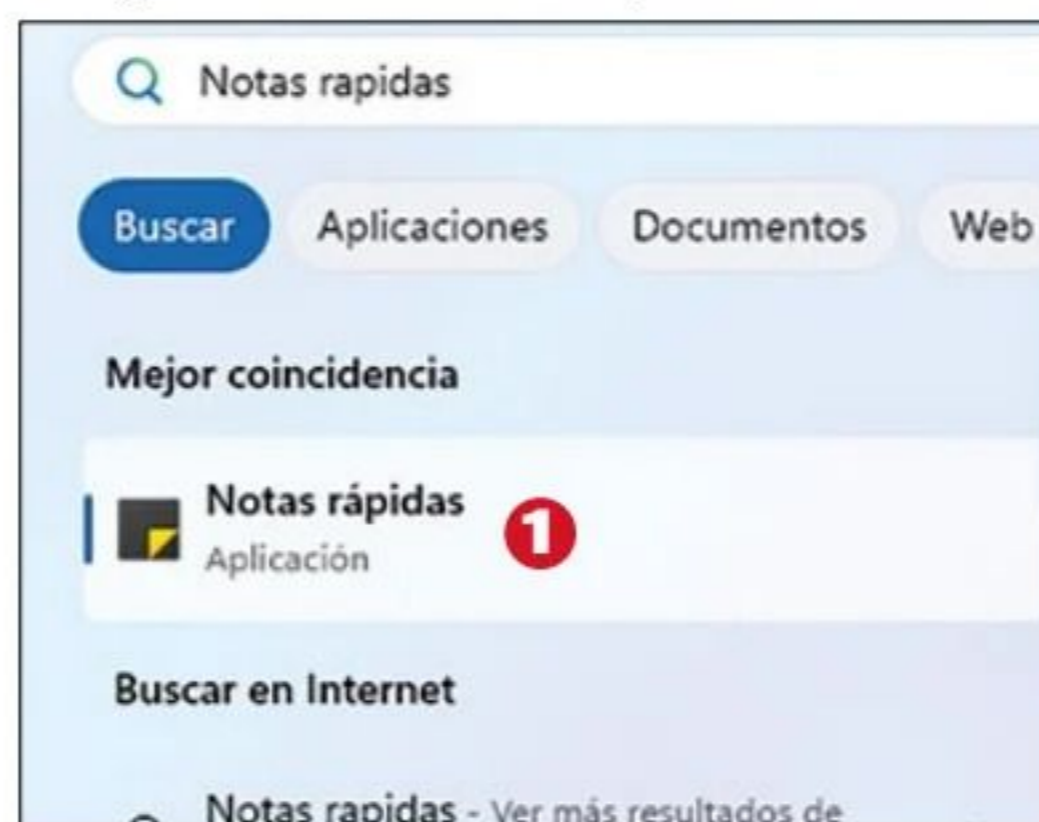 Notas rapidas
Buscar Aplicaciones Documentos Web
Mejor coincidencia
Notas rápidas
1
Aplicación
Buscar en Internet
Notas rapidas - Ver más resultados de